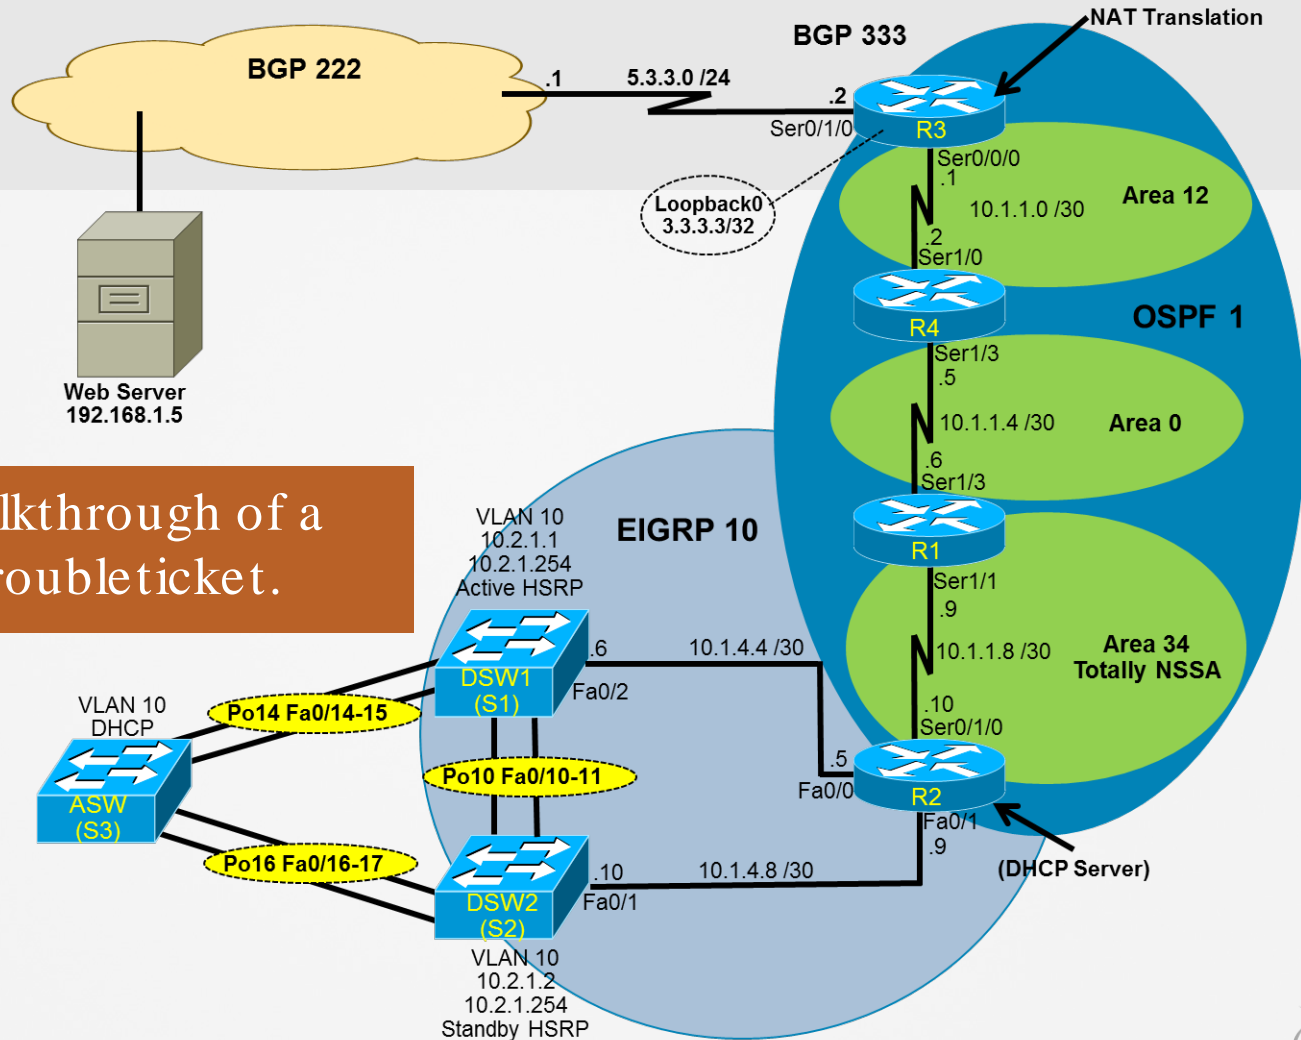 NAT Translation
BGP 333
BGP 222
.1
5.3.3.0 /24
.2
Ser0/1/0
R3
Ser0/0/0
.1
Loopback0
3.3.3.3/32
10.1.1.0 /30
Area 12
.2
Ser1/0
R4
OSPF 1
Ser1/3
.5
Web Server
192.168.1.5
10.1.1.4 /30
Area 0
.6
Ser1/3
lkthrough of a
roubleticket.
VLAN 10
10.2.1.1
10.2.1.254
Active HSRP
EIGRP 10
R1
Ser1/1
.9
10.1.1.8 /30
Area 34
Totally NSSA
.6
10.1.4.4 /30
DSW1
(S1)
Fa0/2
VLAN 10
DHCP
Po14 Fa0/14-15
.10
Ser0/1/0
.5
Fa0/0
Po10 Fa0/10-11
R2
ASW
(S3)
Fa0/1
.9
Po16 Fa0/16-17
.10
10.1.4.8 /30
(DHCP Server)
DSW2
(S2)
Fa0/1
VLAN 10
10.2.1.2
10.2.1.254
Standby HSRP